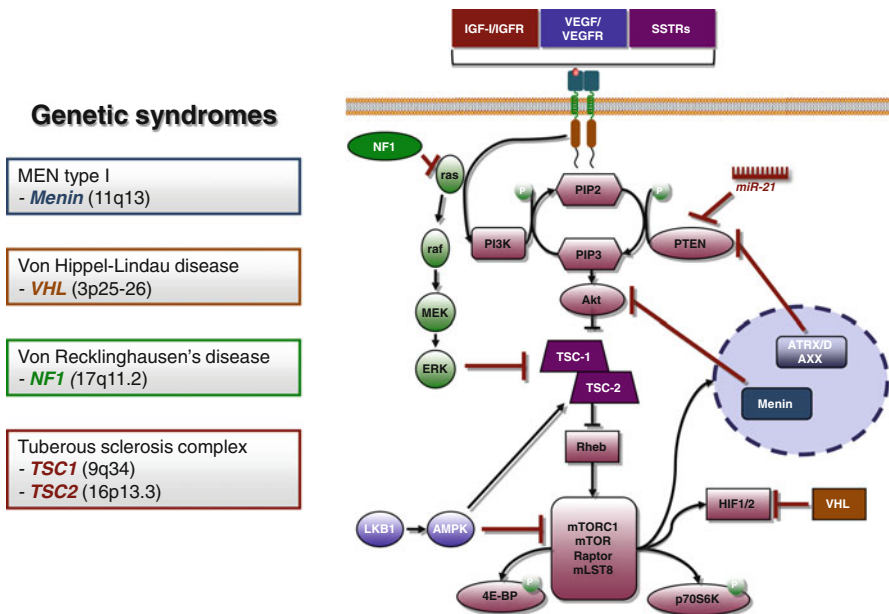 IGF-I/IGFR
VEGF/
VEGFR
SSTRs
Genetic syndromes
MEN type I
- Menin (11q13)
Von Hippel-Lindau disease
- VHL (3p25-26)
Von Recklinghausen's disease
- NF1 (17q11.2)
Tuberous sclerosis complex
- TSC1 (9q34)
- TSC2 (16p13.3)
NF1
ras
raf
MEK
ERK
P
PIP2
P
miR-21
PI3K
PTEN
PIP3
Akt
TSC-1
TSC-2
ATRX/D
AXX
Menin
Rheb
LKB1
AMPK
mTORC1
mTOR
Raptor
mLST8
HIF1/2
VHL
4E-BP
P
p70S6K
P